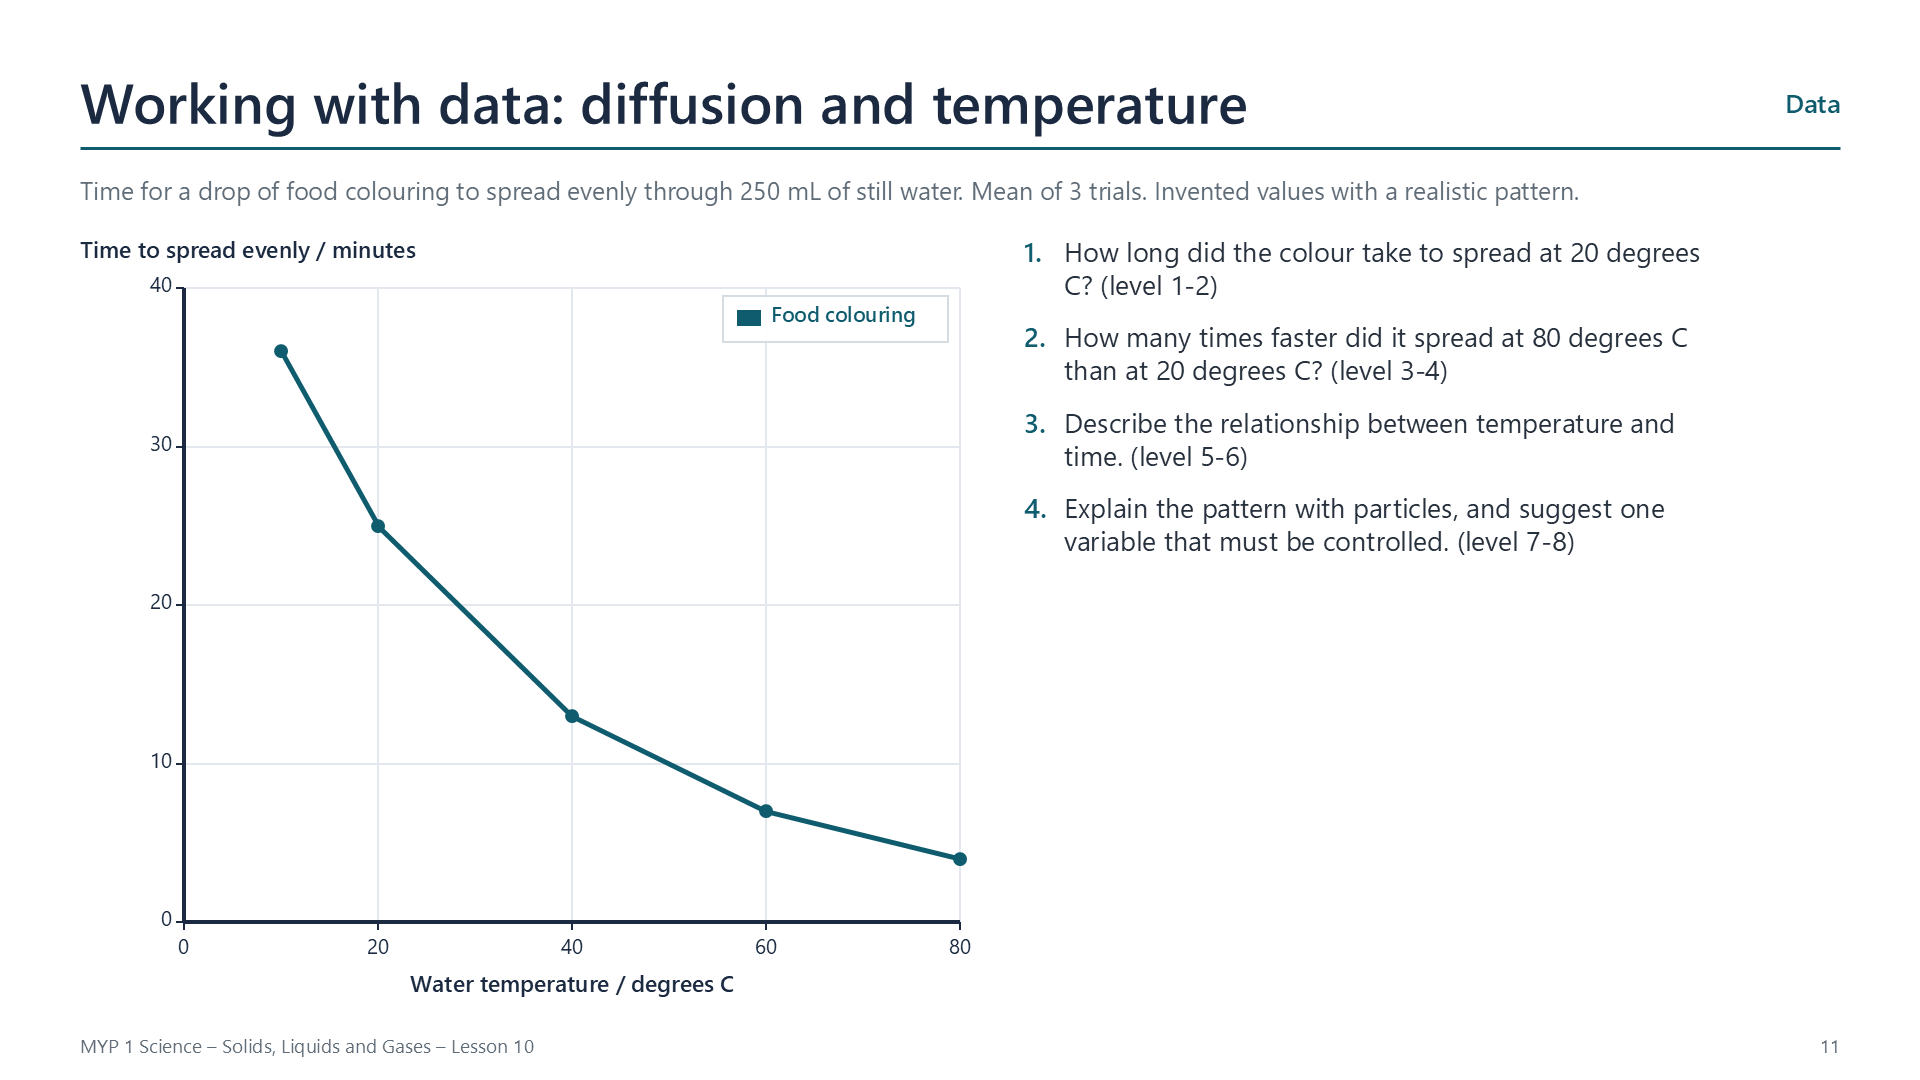 Working with data: diffusion and temperature
Data
Time for a drop of food colouring to spread evenly through 250 mL of still water. Mean of 3 trials. Invented values with a realistic pattern.
Time to spread evenly / minutes
40
30
20
10
0
Food colouring
0
20
40
60
80
Water temperature / degrees C
1. How long did the colour take to spread at 20 degrees
C? (level 1-2)
2. How many times faster did it spread at 80 degrees C
than at 20 degrees C? (level 3-4)
3. Describe the relationship between temperature and
time. (level 5-6)
4. Explain the pattern with particles, and suggest one
variable that must be controlled. (level 7-8)
MYP 1 Science – Solids, Liquids and Gases – Lesson 10
11